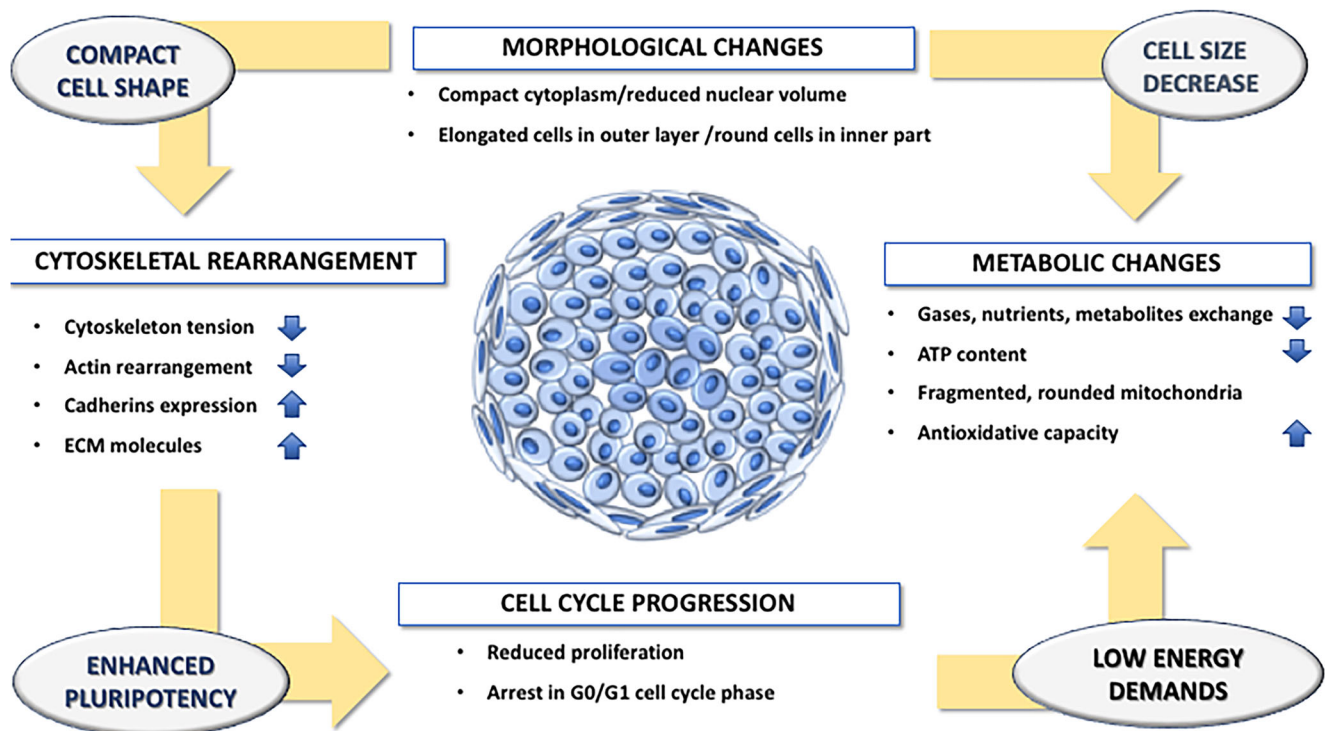 COMPACT
CELL SHAPE
MORPHOLOGICAL CHANGES
• Compact cytoplasm/reduced nuclear volume
• Elongated cells in outer layer /round cells in inner part
CELL SIZE
DECREASE
CYTOSKELETAL REARRANGEMENT
• Cytoskeleton tension
• Actin rearrangement
• Cadherins expression
• ECM molecules
METABOLIC CHANGES
• Gases, nutrients, metabolites exchange
• ATP content
• Fragmented, rounded mitochondria
• Antioxidative capacity
ENHANCED
PLURIPOTENCY
CELL CYCLE PROGRESSION
• Reduced proliferation
• Arrest in G0/G1 cell cycle phase
LOW ENERGY
DEMANDS